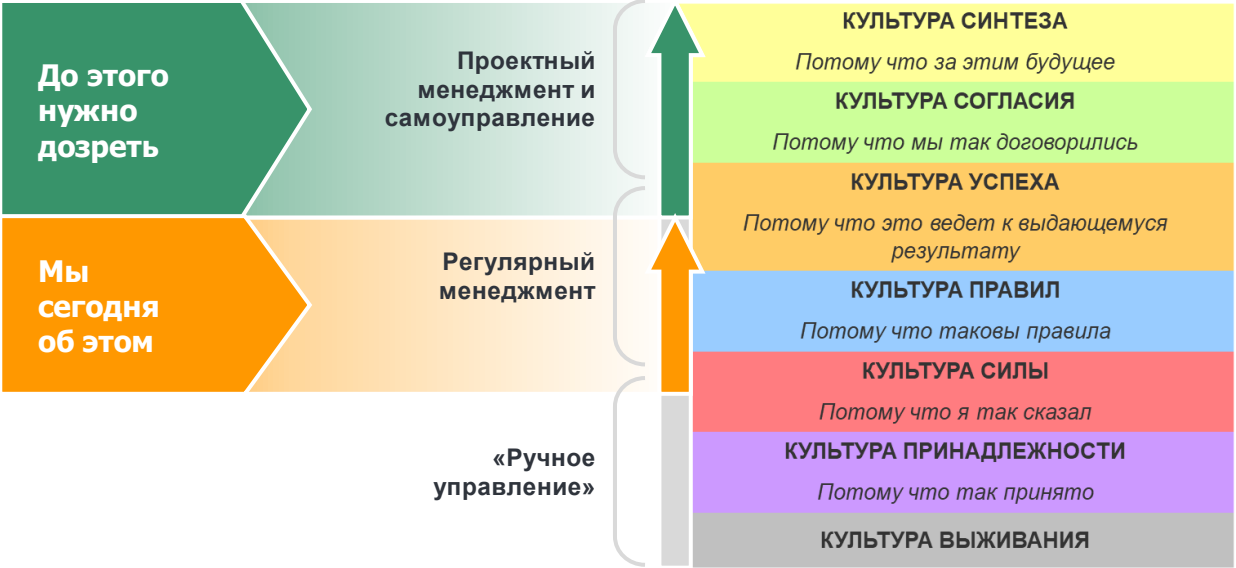 До этого
нужно
дозреть
Проектный
менеджмент и
самоуправление
Мы
сегодня
об этом
Регулярный
менеджмент
«Ручное
управление»
КУЛЬТУРА СИНТЕЗА
Потому что за этим будущее
КУЛЬТУРА СОГЛАСИЯ
Потому что мы так договорились
КУЛЬТУРА УСПЕХА
Потому что это ведет к выдающемуся
результату
КУЛЬТУРА ПРАВИЛ
Потому что таковы правила
КУЛЬТУРА СИЛЫ
Потому что я так сказал
КУЛЬТУРА ПРИНАДЛЕЖНОСТИ
Потому что так принято
КУЛЬТУРА ВЫЖИВАНИЯ